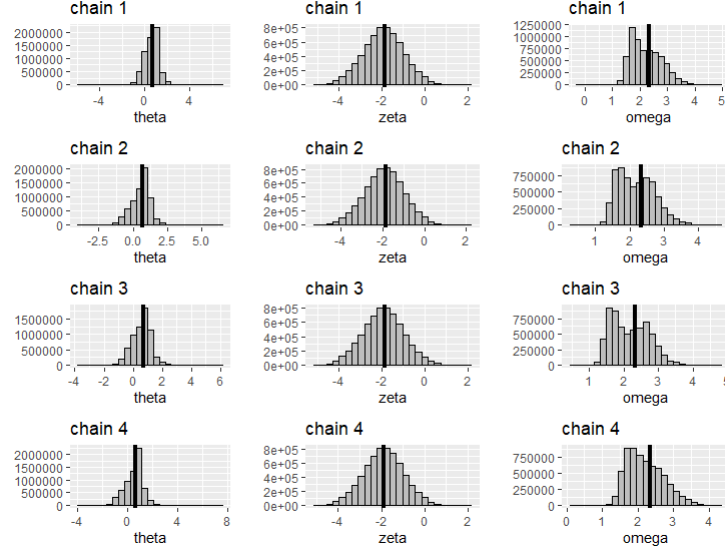 chain 1 chain 1 chain 1
2000000 8e+05 1250000
1500000 6e+05 1000000
1000000 4e+05 750000
500000 2e+05 500000
0 0e+00 250000
0
-4 0 4 -4 -2 0 2 0 1 2 3 4 5
theta zeta omega
chain 2 chain 2 chain 2
2000000 8e+05 750000
1500000 6e+05 500000
1000000 4e+05 250000
500000 2e+05 0
0 0e+00
-2.5 0.0 2.5 5.0 -4 -2 0 2 1 2 3 4
theta zeta omega
chain 3 chain 3 chain 3
1500000 8e+05 750000
1000000 6e+05 500000
500000 4e+05 250000
0 2e+05 0
0e+00
-4 -2 0 2 4 6 -4 -2 0 2 1 2 3 4 5
theta zeta omega
chain 4 chain 4 chain 4
2000000 8e+05 750000
1500000 6e+05 500000
1000000 4e+05 250000
500000 2e+05 0
0 0e+00
-4 0 4 8 -4 -2 0 2 0 1 2 3 4
theta zeta omega